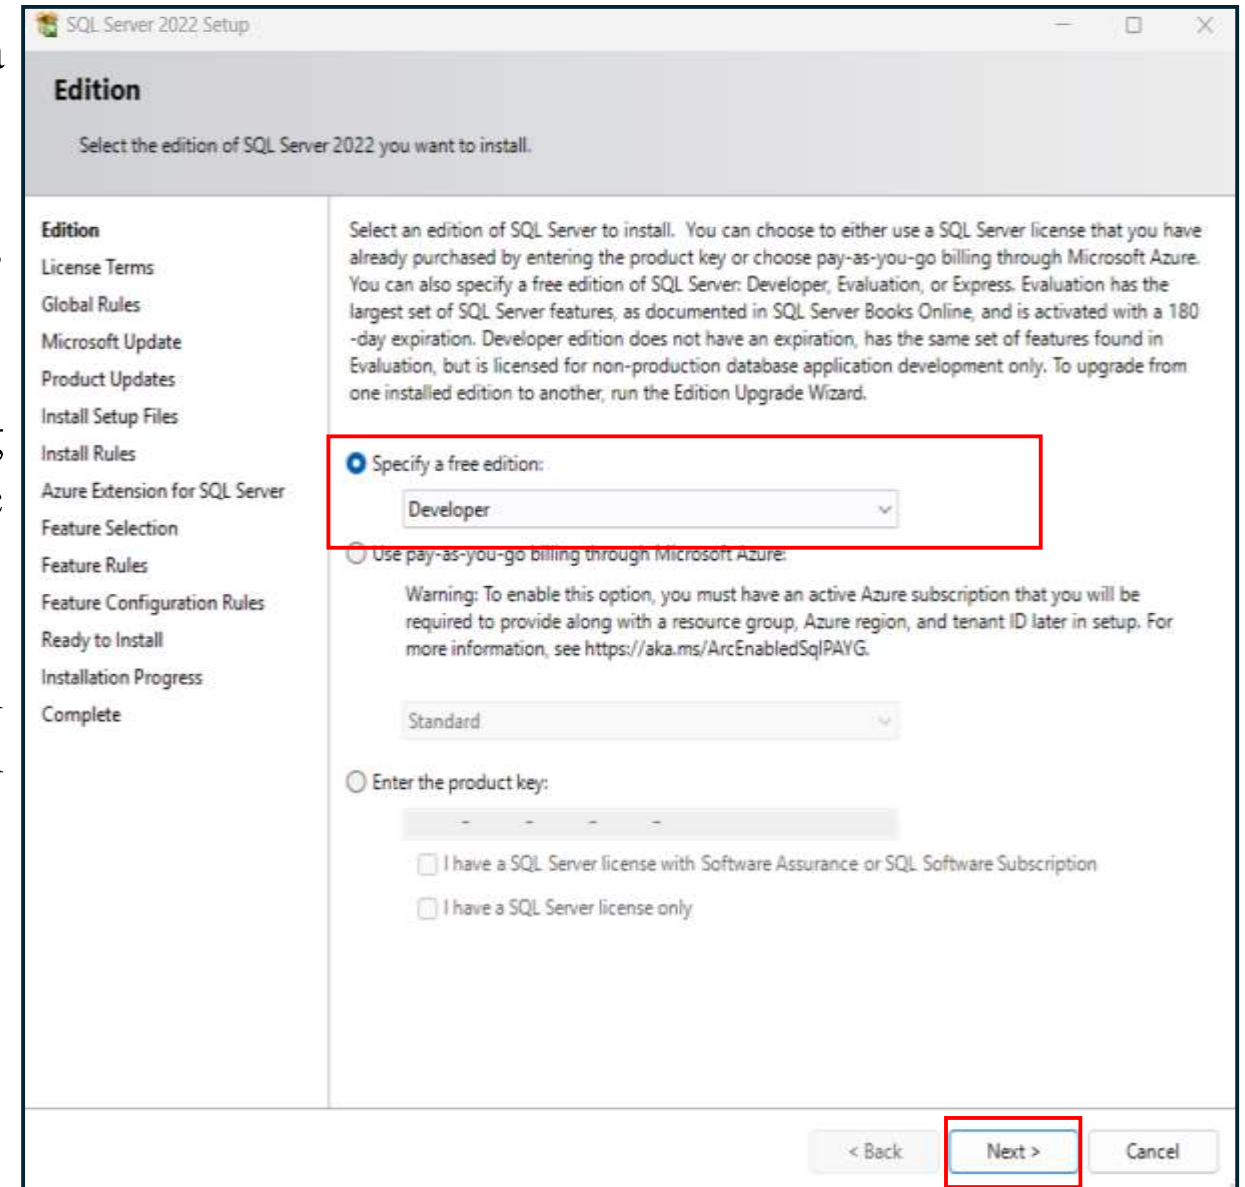 SQL Server 2022 Setup
Edition
Select the edition of SQL Server 2022 you want to install.
Edition
License Terms
Global Rules
Microsoft Update
Product Updates
Install Setup Files
Install Rules
Azure Extension for SQL Server
Feature Selection
Feature Rules
Feature Configuration Rules
Ready to Install
Installation Progress
Complete
Select an edition of SQL Server to install. You can choose to either use a SQL Server license that you have
already purchased by entering the product key or choose pay-as-you-go billing through Microsoft Azure.
You can also specify a free edition of SQL Server: Developer, Evaluation, or Express. Evaluation has the
largest set of SQL Server features, as documented in SQL Server Books Online, and is activated with a 180
-day expiration. Developer edition does not have an expiration, has the same set of features found in
Evaluation, but is licensed for non-production database application development only. To upgrade from
one installed edition to another, run the Edition Upgrade Wizard.
Specify a free edition:
Developer
Use pay-as-you-go billing through Microsoft Azure:
Warning: To enable this option, you must have an active Azure subscription that you will be
required to provide along with a resource group, Azure region, and tenant ID later in setup. For
more information, see https://aka.ms/ArcEnabledSqlPAYG.
Standard
Enter the product key:
- - - -
I have a SQL Server license with Software Assurance or SQL Software Subscription
I have a SQL Server license only
< Back
Next >
Cancel